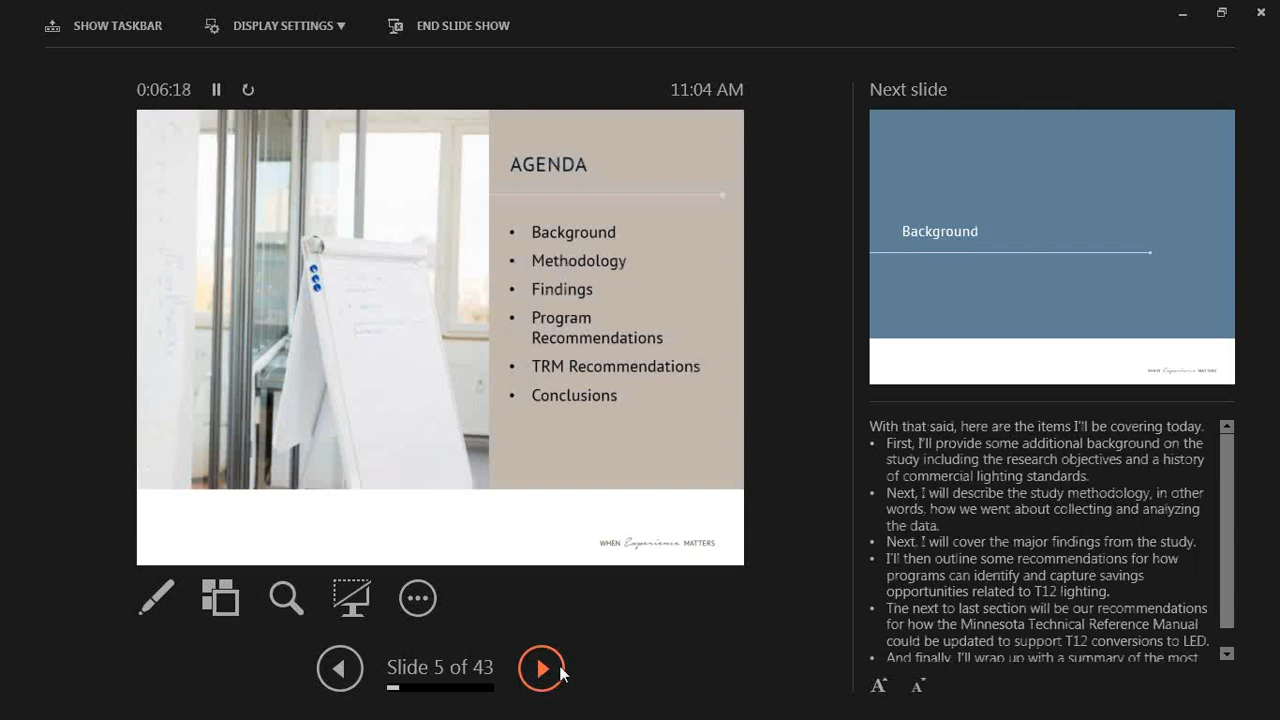 SHOW TASKBAR
DISPLAY SETTINGS ▼
END SLIDE SHOW
0:06:18
11:04 AM
AGENDA
• Background
• Methodology
• Findings
• Program
Recommendations
• TRM Recommendations
• Conclusions
WHEN Experience MATTERS
Slide 5 of 43
Next slide
Background
WHEN Experience MATTERS
With that said, here are the items I'll be covering today.
• First, I'll provide some additional background on the
study including the research objectives and a history
of commercial lighting standards.
• Next, I will describe the study methodology, in other
words, how we went about collecting and analyzing
the data.
• Next, I will cover the major findings from the study.
• I'll then outline some recommendations for how
programs can identify and capture savings
opportunities related to T12 lighting.
• The next to last section will be our recommendations
for how the Minnesota Technical Reference Manual
could be updated to support T12 conversions to LED.
• And finally, I'll wrap up with a summary of the most
A A